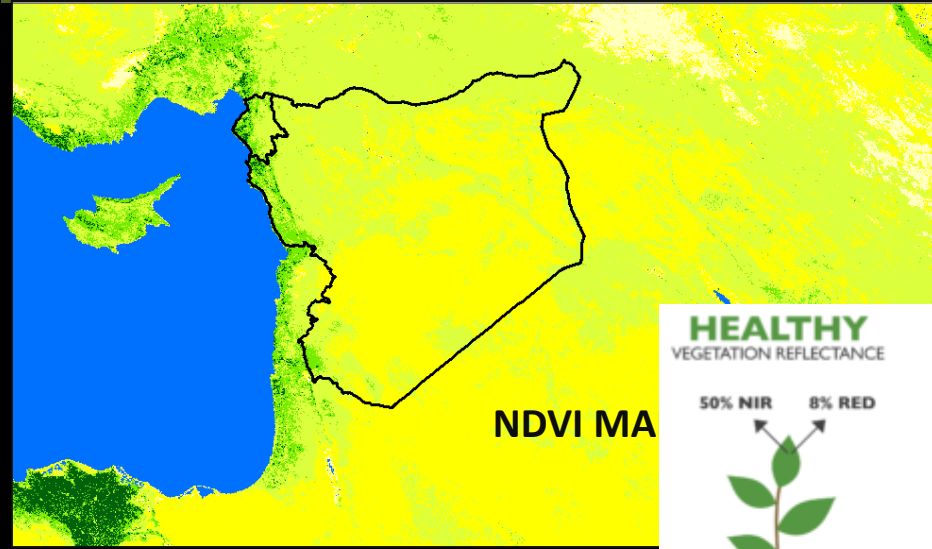 NDVI MA
HEALTHY
VEGETATION REFLECTANCE
50% NIR 8% RED